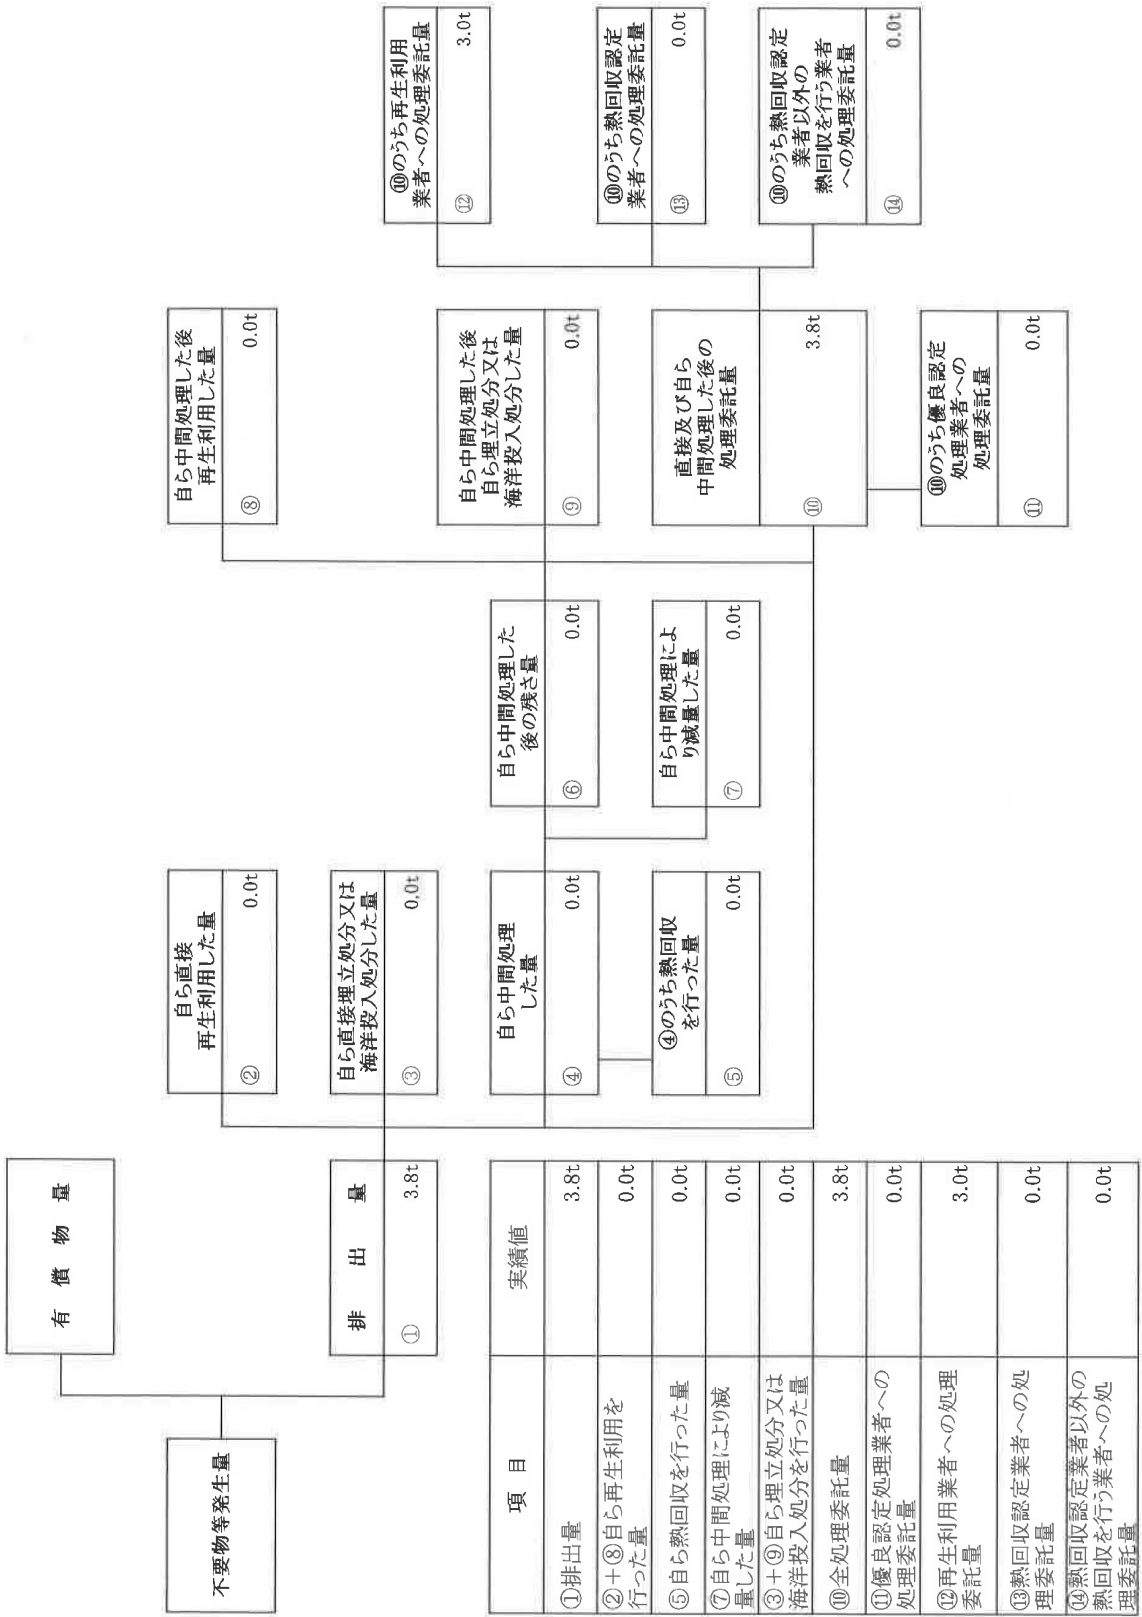 不要物等発生量
有償物量
排出量
① 3.8t
自ら直接
再生利用した量
② 0.0t
自ら直接埋立処分又は
海洋投入処分した量
③ 0.0t
自ら中間処理
した量
④ 0.0t
④のうち熱回収
を行った量
⑤ 0.0t
自ら中間処理した
後の残さ量
⑥ 0.0t
自ら中間処理によ
り減量した量
⑦ 0.0t
自ら中間処理した後
再生利用した量
⑧ 0.0t
自ら中間処理した後
自ら埋立処分又は
海洋投入処分した量
⑨ 0.0t
直接及び自ら
中間処理した後の
処理委託量
⑩ 3.8t
⑩のうち優良認定
処理業者への
処理委託量
⑪ 0.0t
⑩のうち再生利用
業者への処理委託量
⑫ 3.0t
⑩のうち熱回収認定
業者への処理委託量
⑬ 0.0t
⑩のうち熱回収認定
業者以外の
熱回収を行う業者
への処理委託量
⑭ 0.0t
項目 実績値
①排出量 3.8t
②+⑧自ら再生利用を
行った量 0.0t
⑤自ら熱回収を行った量 0.0t
⑦自ら中間処理により減
量した量 0.0t
③+⑨自ら埋立処分又は
海洋投入処分を行った量 0.0t
⑩全処理委託量 3.8t
⑪優良認定処理業者への
処理委託量 0.0t
⑫再生利用業者への処理
委託量 3.0t
⑬熱回収認定業者への処
理委託量 0.0t
⑭熱回収認定業者以外の
熱回収を行う業者への処
理委託量 0.0t